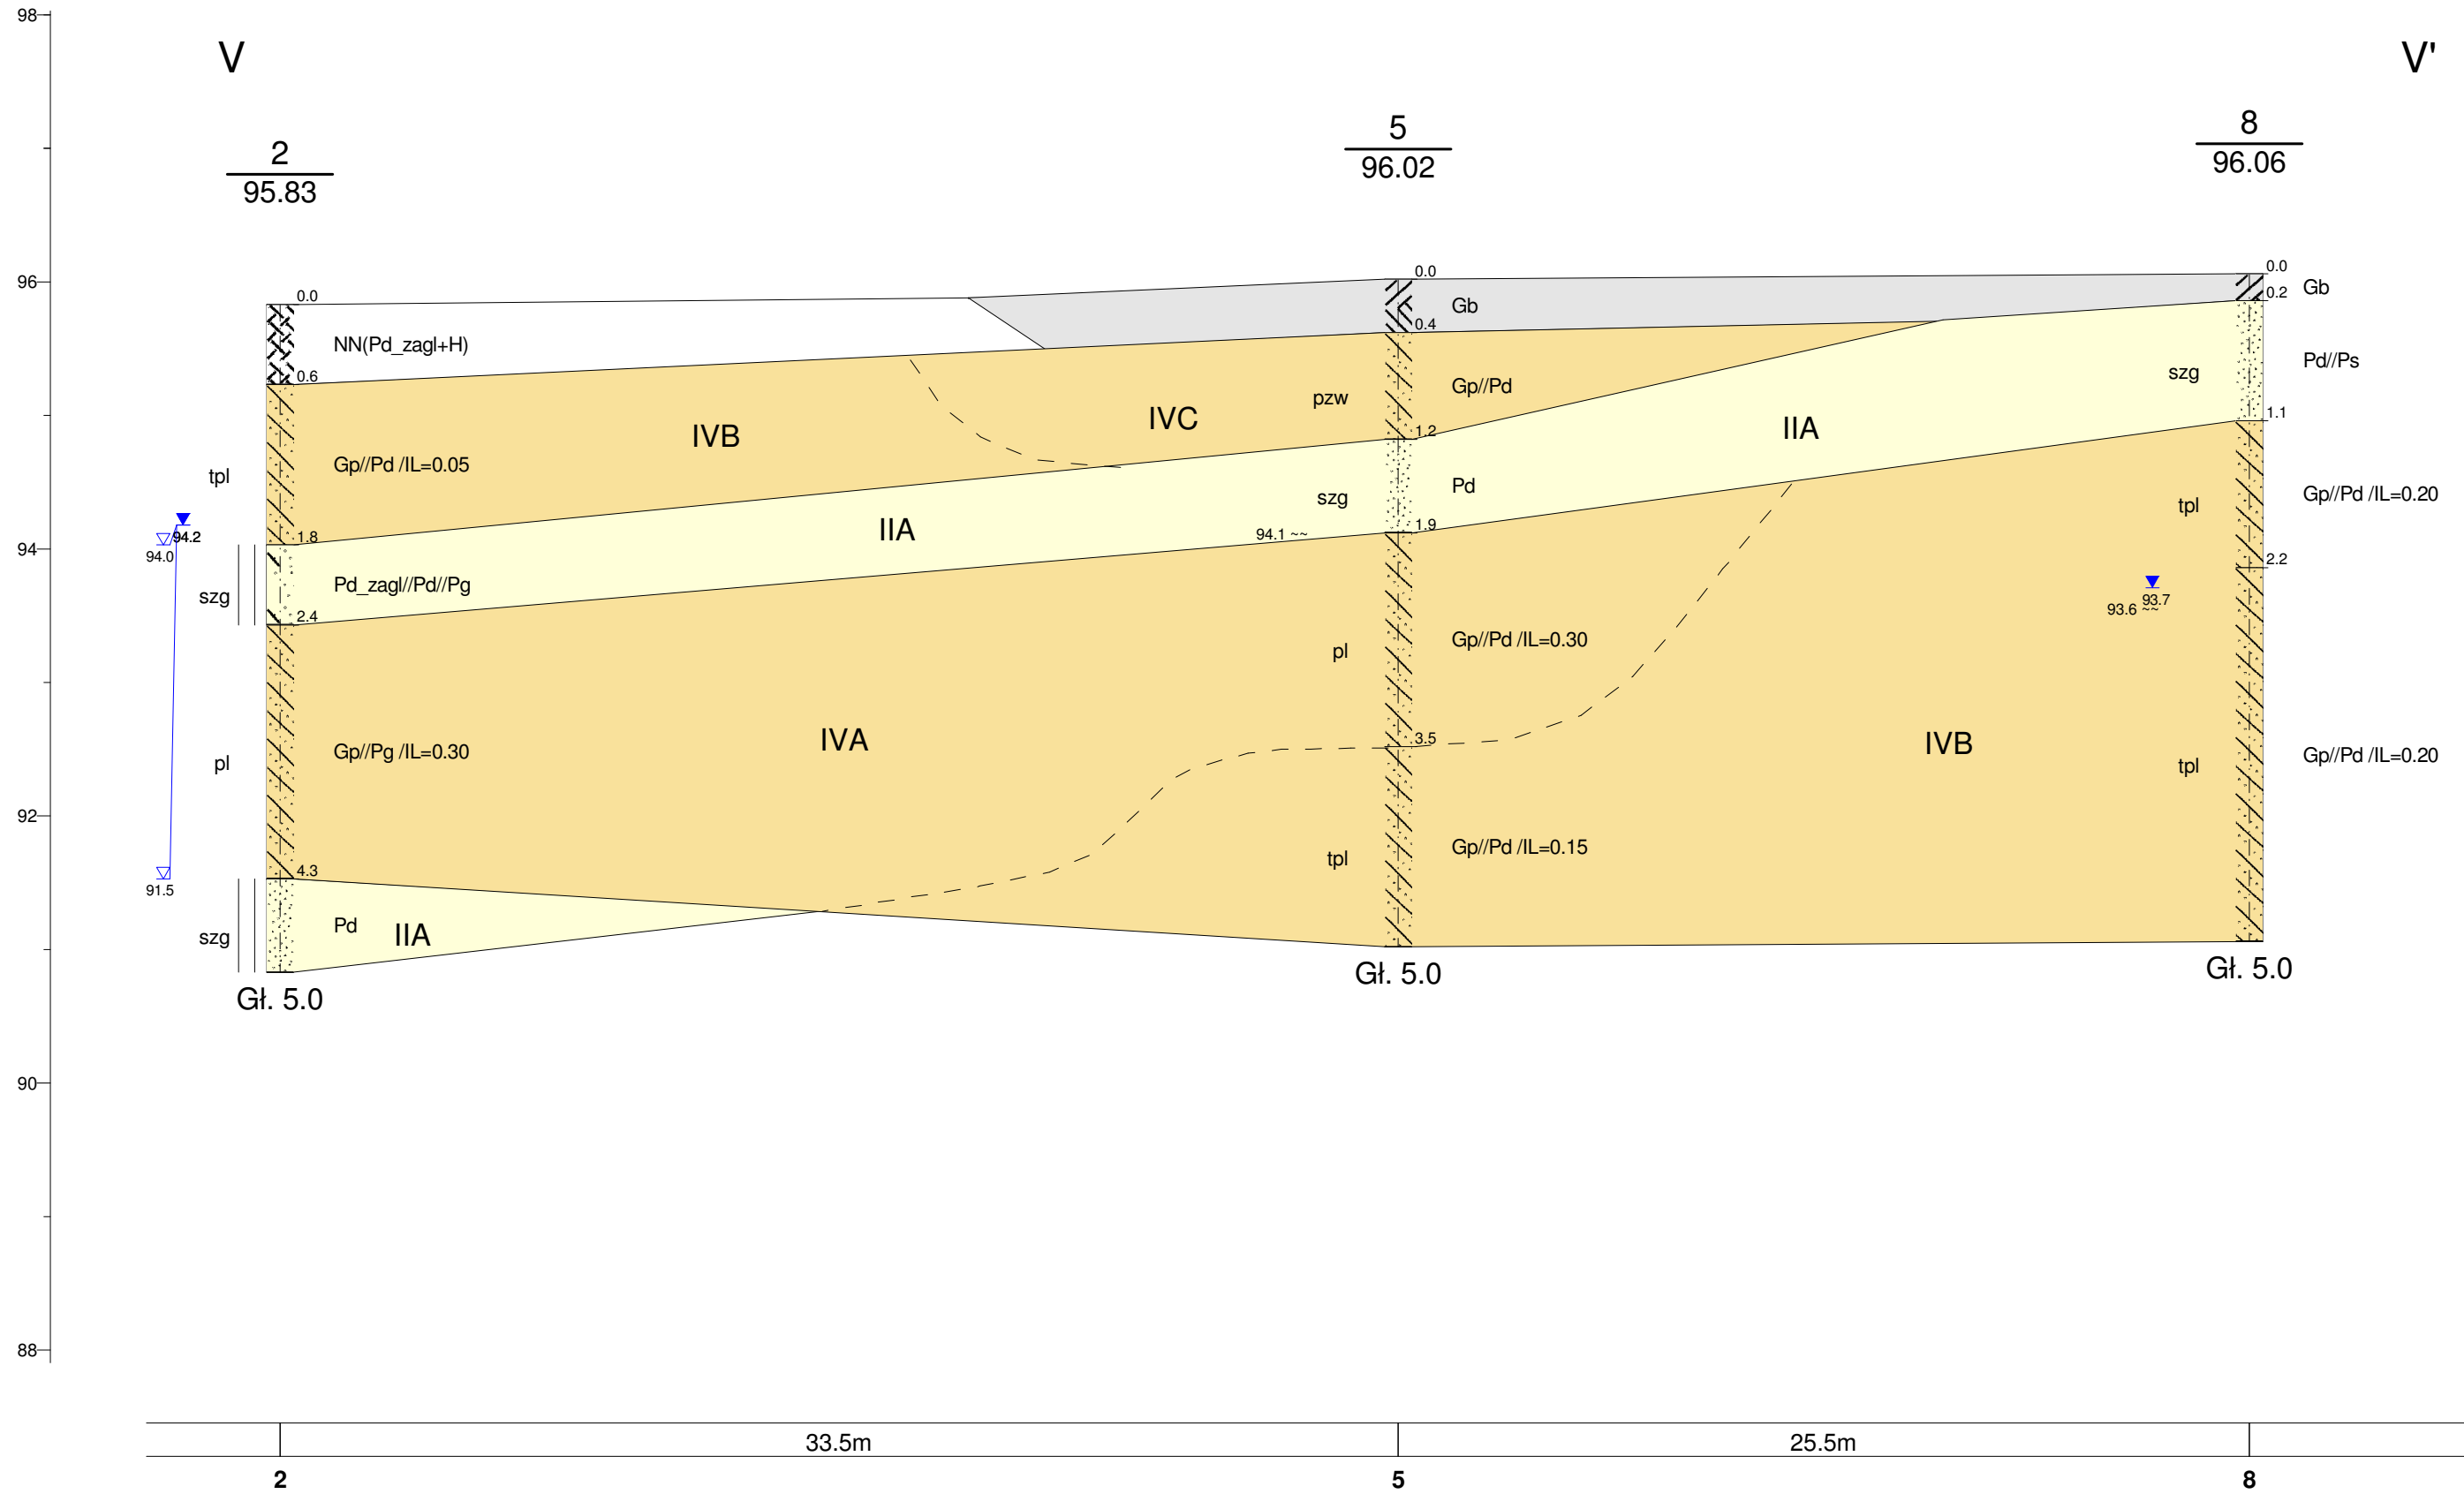 98
V
V'
2
95.83
5
96.02
8
96.06
96
0.0
0.0
0.0
Gb
0.2
Gb
NN(Pd_zagl+H)
0.4
0.6
Pd//Ps
szg
pzw
Gp//Pd
IVB
IVC
IIA
1.2
1.1
tpl
Gp//Pd /IL=0.05
szg
Pd
tpl
Gp//Pd /IL=0.20
94.2
94.0
94
1.8
IIA
94.1 ~~
1.9
2.2
szg
Pd_zagl//Pd//Pg
2.4
93.7
93.6 ~~
pl
Gp//Pd /IL=0.30
pl
Gp//Pg /IL=0.30
IVA
3.5
IVB
tpl
Gp//Pd /IL=0.20
92
tpl
Gp//Pd /IL=0.15
91.5
4.3
szg
Pd
IIA
Gł. 5.0
Gł. 5.0
Gł. 5.0
90
88
33.5m
25.5m
2
5
8